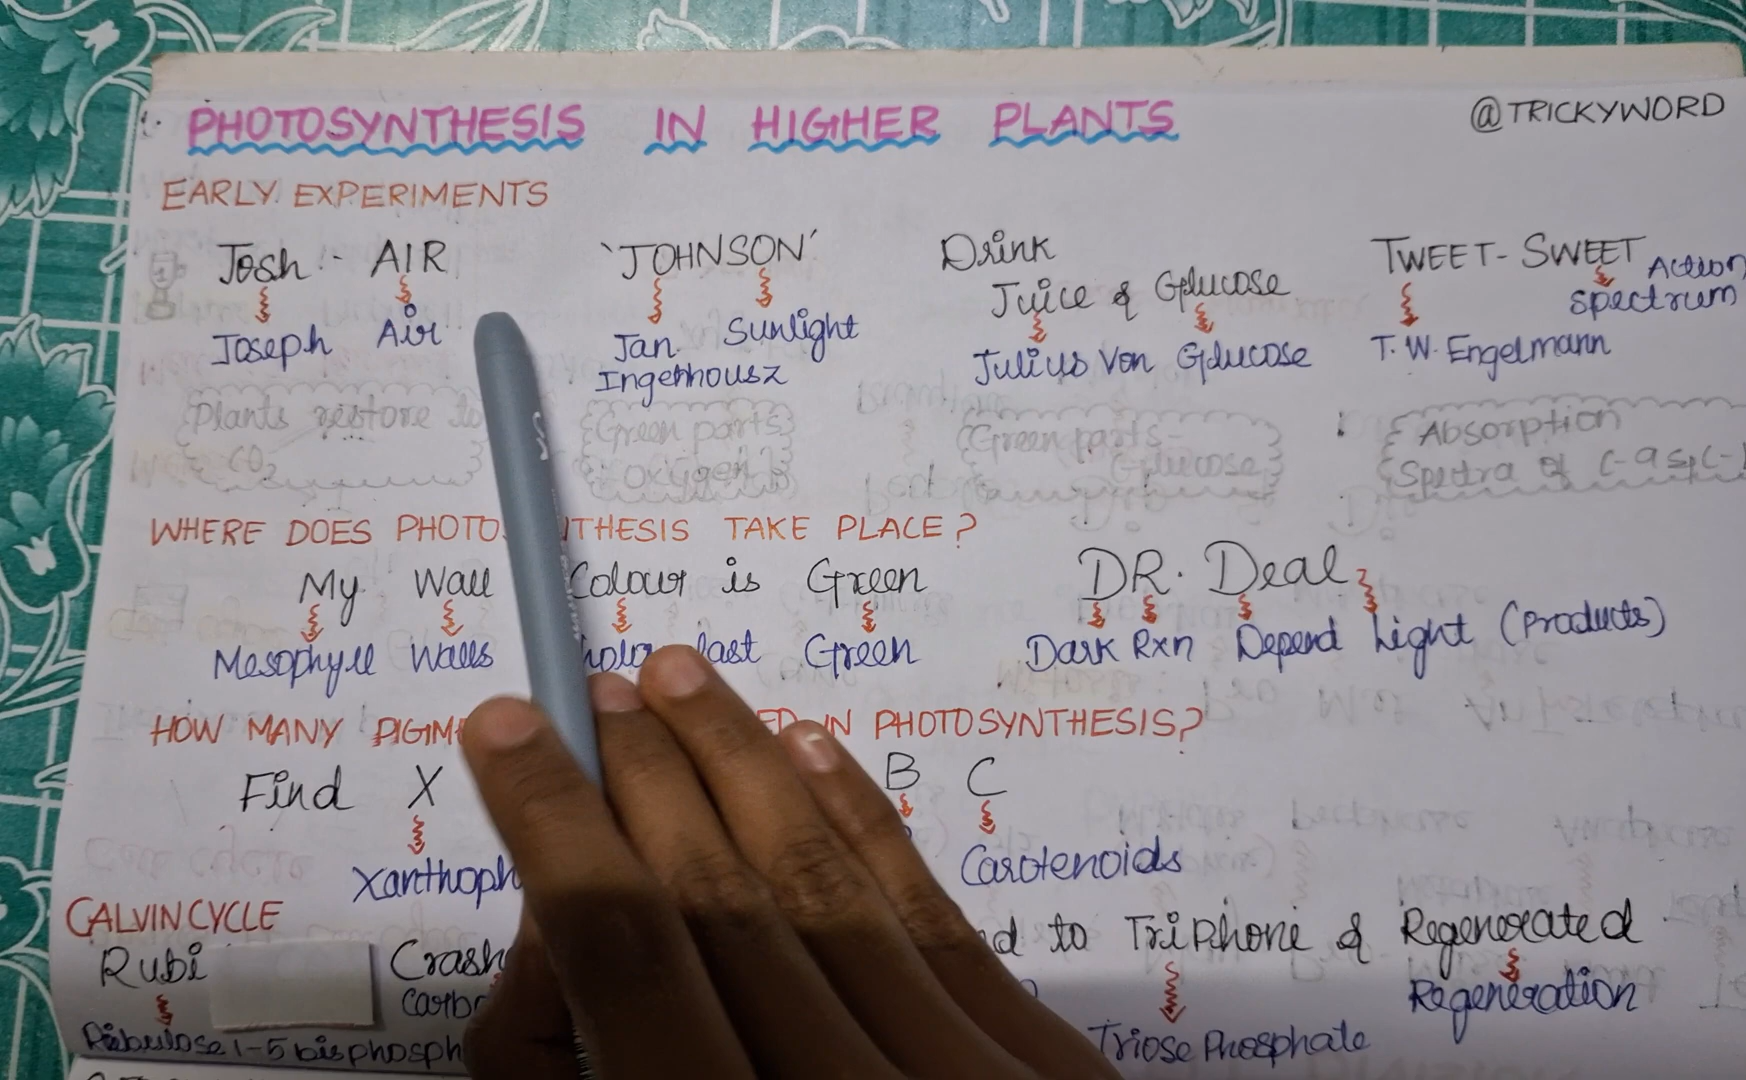 PHOTOSYNTHESIS IN HIGHER PLANTS
@TRICKYWORD
EARLY EXPERIMENTS
Josh - AIR
Joseph Air
'JOHNSON'
Jan Sunlight
Ingenhousz
Drink
Juice & Glucose
Julius Von Glucose
TWEET-SWEET
Action
Spectrum
T.W. Engelmann
Plants restore to
CO2
Green parts
oxygen
Green parts-
Glucose
Absorption
Spectra of
WHERE DOES PHOTO THESIS TAKE PLACE?
My Wall Colour is Green
Mesophyll Walls last Green
DR. Deal
Dark Rxn Depend Light (Products)
HOW MANY PIGM ED IN PHOTOSYNTHESIS?
Find X B C
Xanthoph Carotenoids
CALVIN CYCLE
Rubi Crash d to TriPhone & Regenerated
Carbo Regeneration
Ribulose 1-5 bisphosph Triose Phosphate